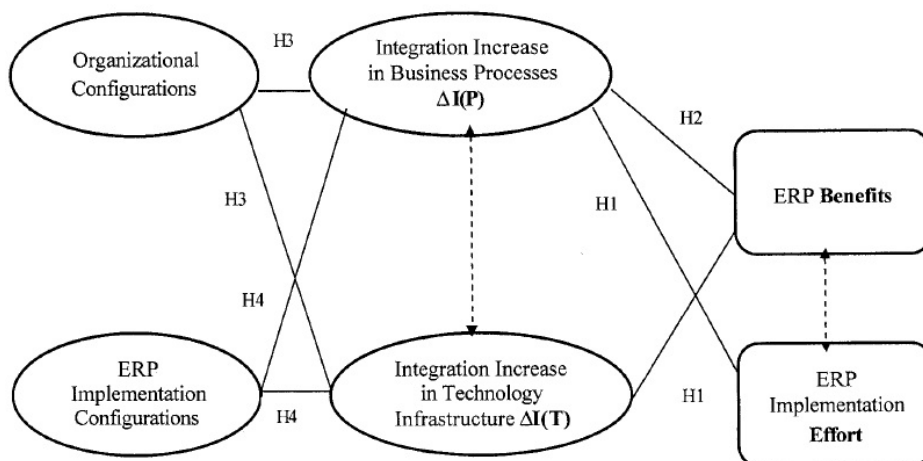 H3
Organizational
Configurations
Integration Increase
in Business Processes
ΔI(P)
H2
ERP Benefits
H3
H1
H4
ERP
Implementation
Configurations
H4
Integration Increase
in Technology
Infrastructure ΔI(T)
H1
ERP
Implementation
Effort